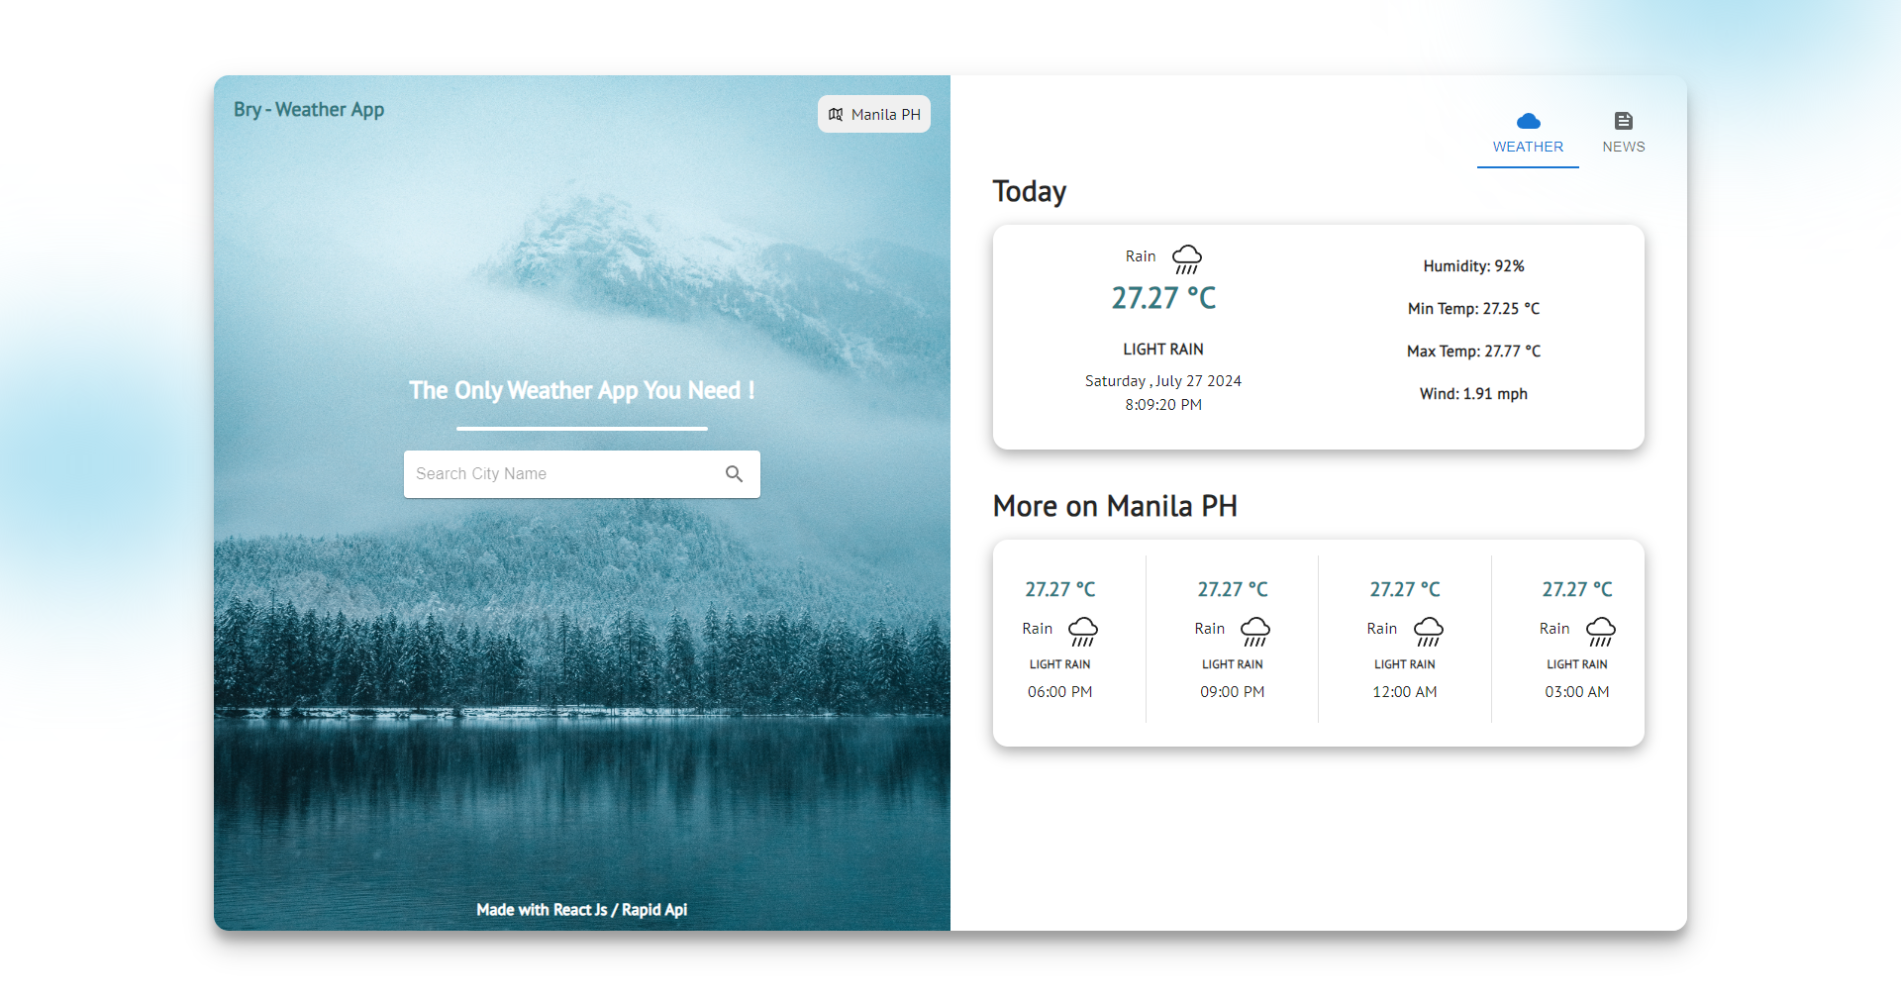 Bry - Weather App
Manila PH
The Only Weather App You Need !
Search City Name
Made with React Js / Rapid Api
WEATHER
NEWS
Today
Rain
27.27 °C
LIGHT RAIN
Saturday , July 27 2024
8:09:20 PM
Humidity: 92%
Min Temp: 27.25 °C
Max Temp: 27.77 °C
Wind: 1.91 mph
More on Manila PH
27.27 °C
Rain
LIGHT RAIN
06:00 PM
27.27 °C
Rain
LIGHT RAIN
09:00 PM
27.27 °C
Rain
LIGHT RAIN
12:00 AM
27.27 °C
Rain
LIGHT RAIN
03:00 AM